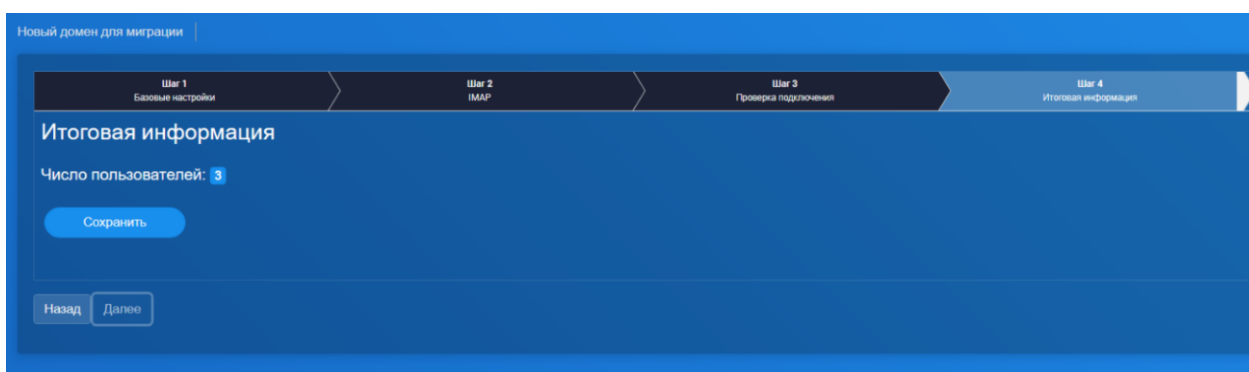 Новый домен для миграции
Шаг 1
Базовые настройки
Шаг 2
IMAP
Шаг 3
Проверка подключения
Шаг 4
Итоговая информация
Итоговая информация
Число пользователей: 3
Сохранить
Назад Далее